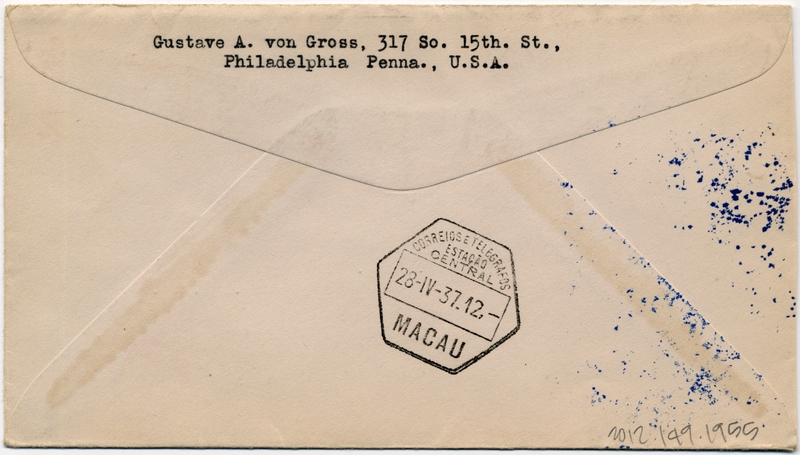 Gustave A. von Gross, 317 So. 15th. St.,
Philadelphia Penna., U.S.A.
CORREIOS E TELEGRAFOS
ESTAÇÃO
CENTRAL
28-IV-37.12.-
MACAU
2012.149.1955